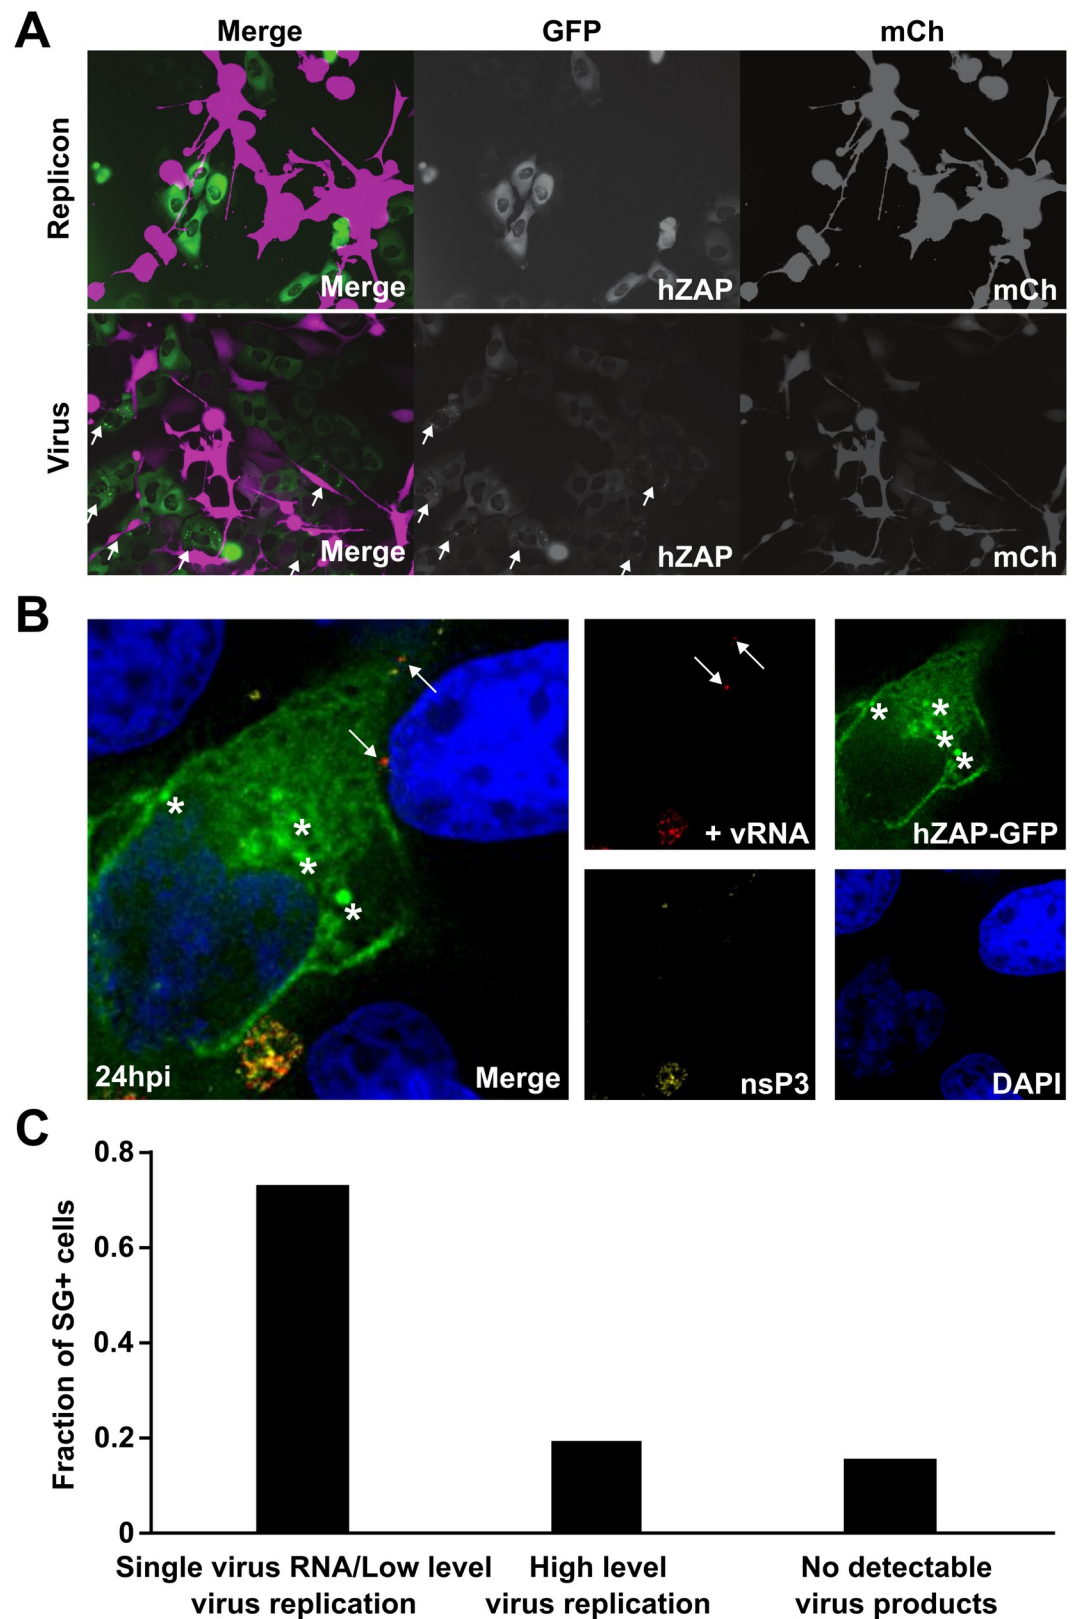 A
Merge GFP mCh
Replicon
Merge hZAP mCh
Virus
Merge hZAP mCh
B
+ vRNA
hZAP-GFP
24hpi Merge
nsP3
DAPI
C
Fraction of SG+ cells
0.8
0.6
0.4
0.2
0
Single virus RNA/Low level
virus replication
High level
virus replication
No detectable
virus products